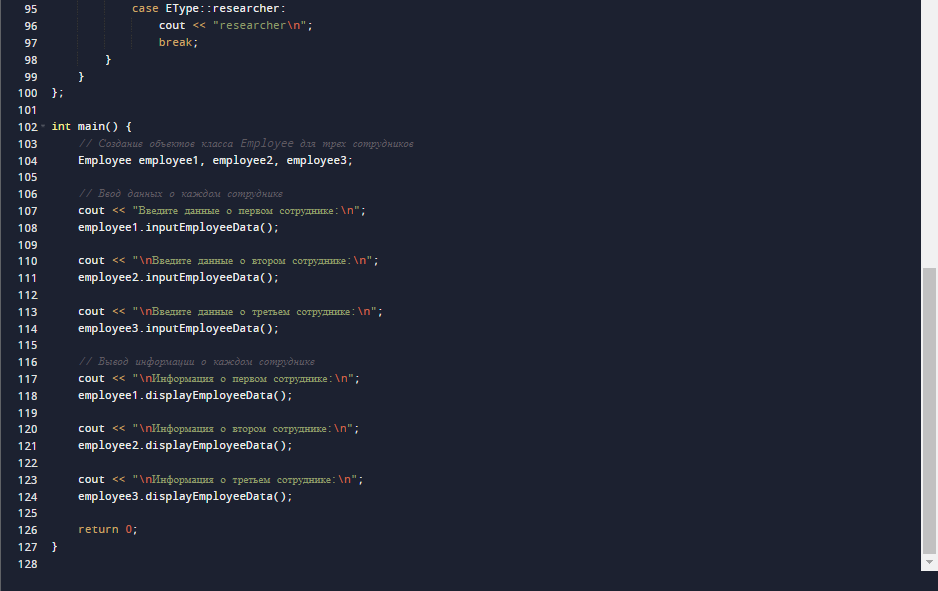 95             case EType::researcher:
96                 cout << "researcher\n";
97                 break;
98         }
99     }
100 };
101
102 int main() {
103     // Создание объектов класса Employee для трех сотрудников
104     Employee employee1, employee2, employee3;
105
106     // Ввод данных о каждом сотруднике
107     cout << "Введите данные о первом сотруднике:\n";
108     employee1.inputEmployeeData();
109
110     cout << "\nВведите данные о втором сотруднике:\n";
111     employee2.inputEmployeeData();
112
113     cout << "\nВведите данные о третьем сотруднике:\n";
114     employee3.inputEmployeeData();
115
116     // Вывод информации о каждом сотруднике
117     cout << "\nИнформация о первом сотруднике:\n";
118     employee1.displayEmployeeData();
119
120     cout << "\nИнформация о втором сотруднике:\n";
121     employee2.displayEmployeeData();
122
123     cout << "\nИнформация о третьем сотруднике:\n";
124     employee3.displayEmployeeData();
125
126     return 0;
127 }
128